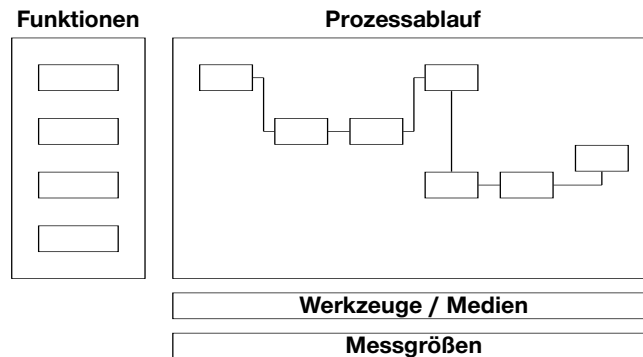 Funktionen
Prozessablauf
Werkzeuge / Medien
Messgrößen